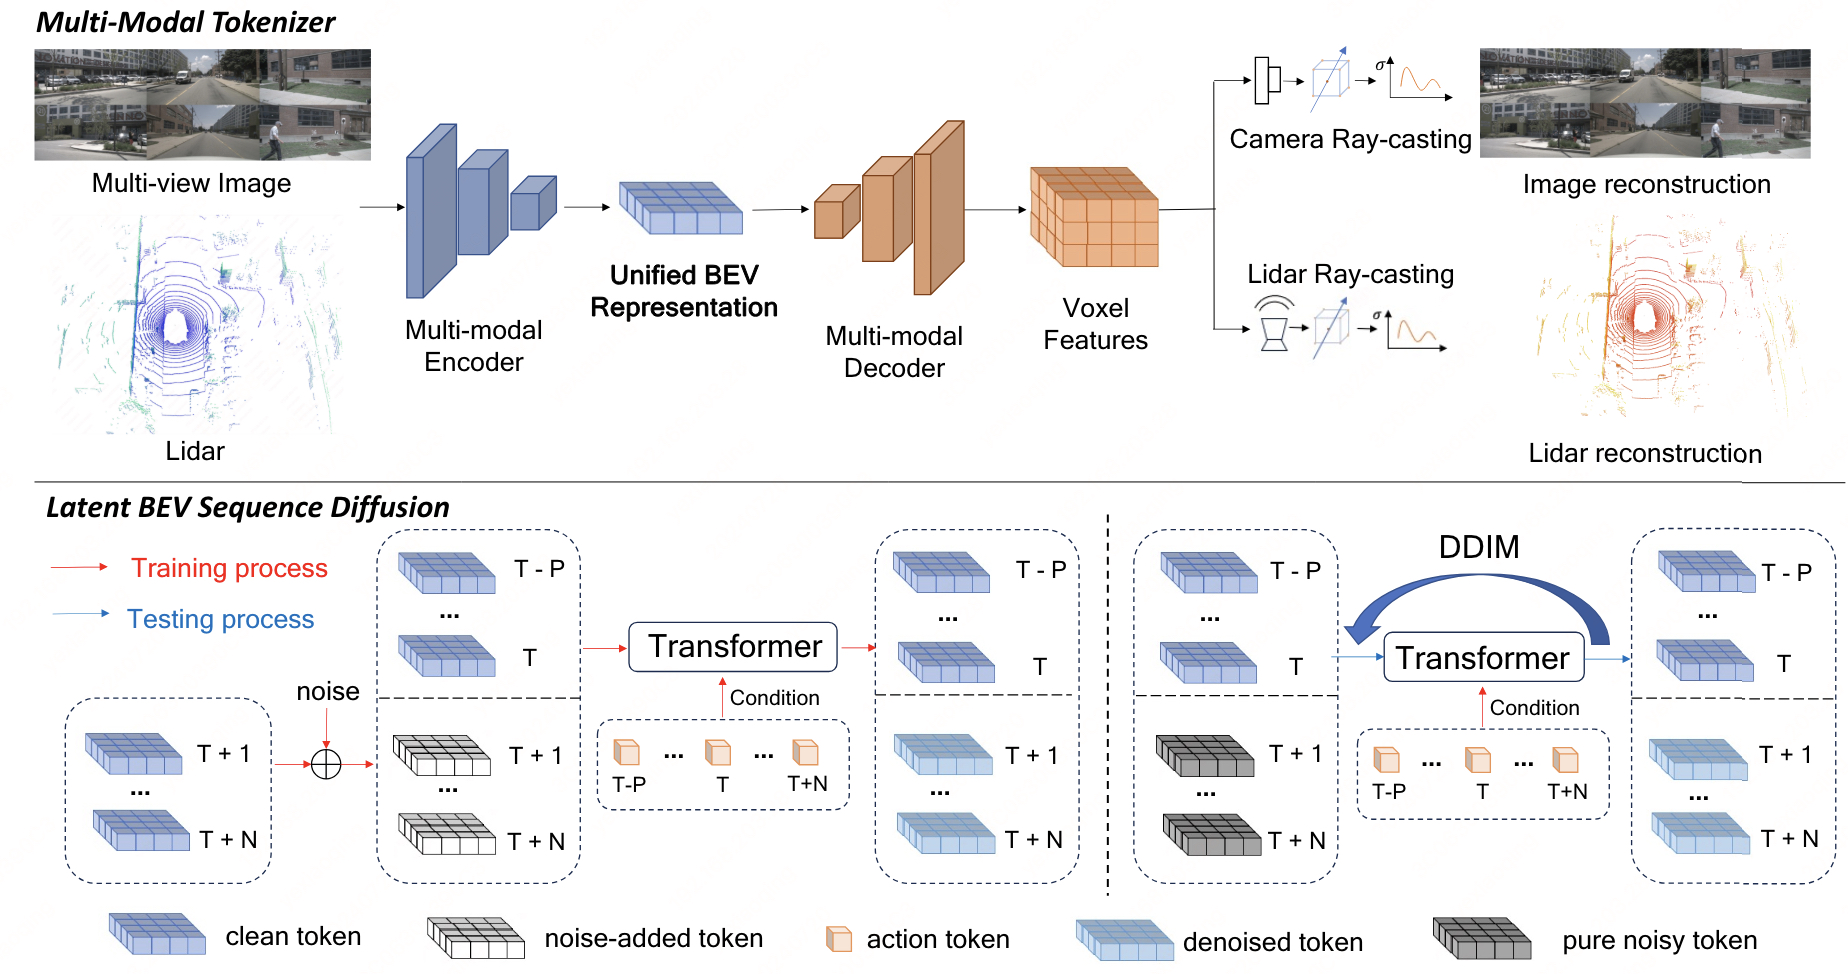 Multi-Modal Tokenizer
Multi-view Image
Lidar
Multi-modal
Encoder
Unified BEV
Representation
Multi-modal
Decoder
Voxel
Features
σ
Camera Ray-casting
Lidar Ray-casting
σ
Image reconstruction
Lidar reconstruction
Latent BEV Sequence Diffusion
Training process
Testing process
noise
T + 1
...
T + N
T - P
...
T
T + 1
...
T + N
Transformer
Condition
... ...
T-P T T+N
T - P
...
T
T + 1
...
T + N
T - P
...
T
T + 1
...
T + N
DDIM
Transformer
Condition
... ...
T-P T T+N
T - P
...
T
T + 1
...
T + N
clean token
noise-added token
action token
denoised token
pure noisy token